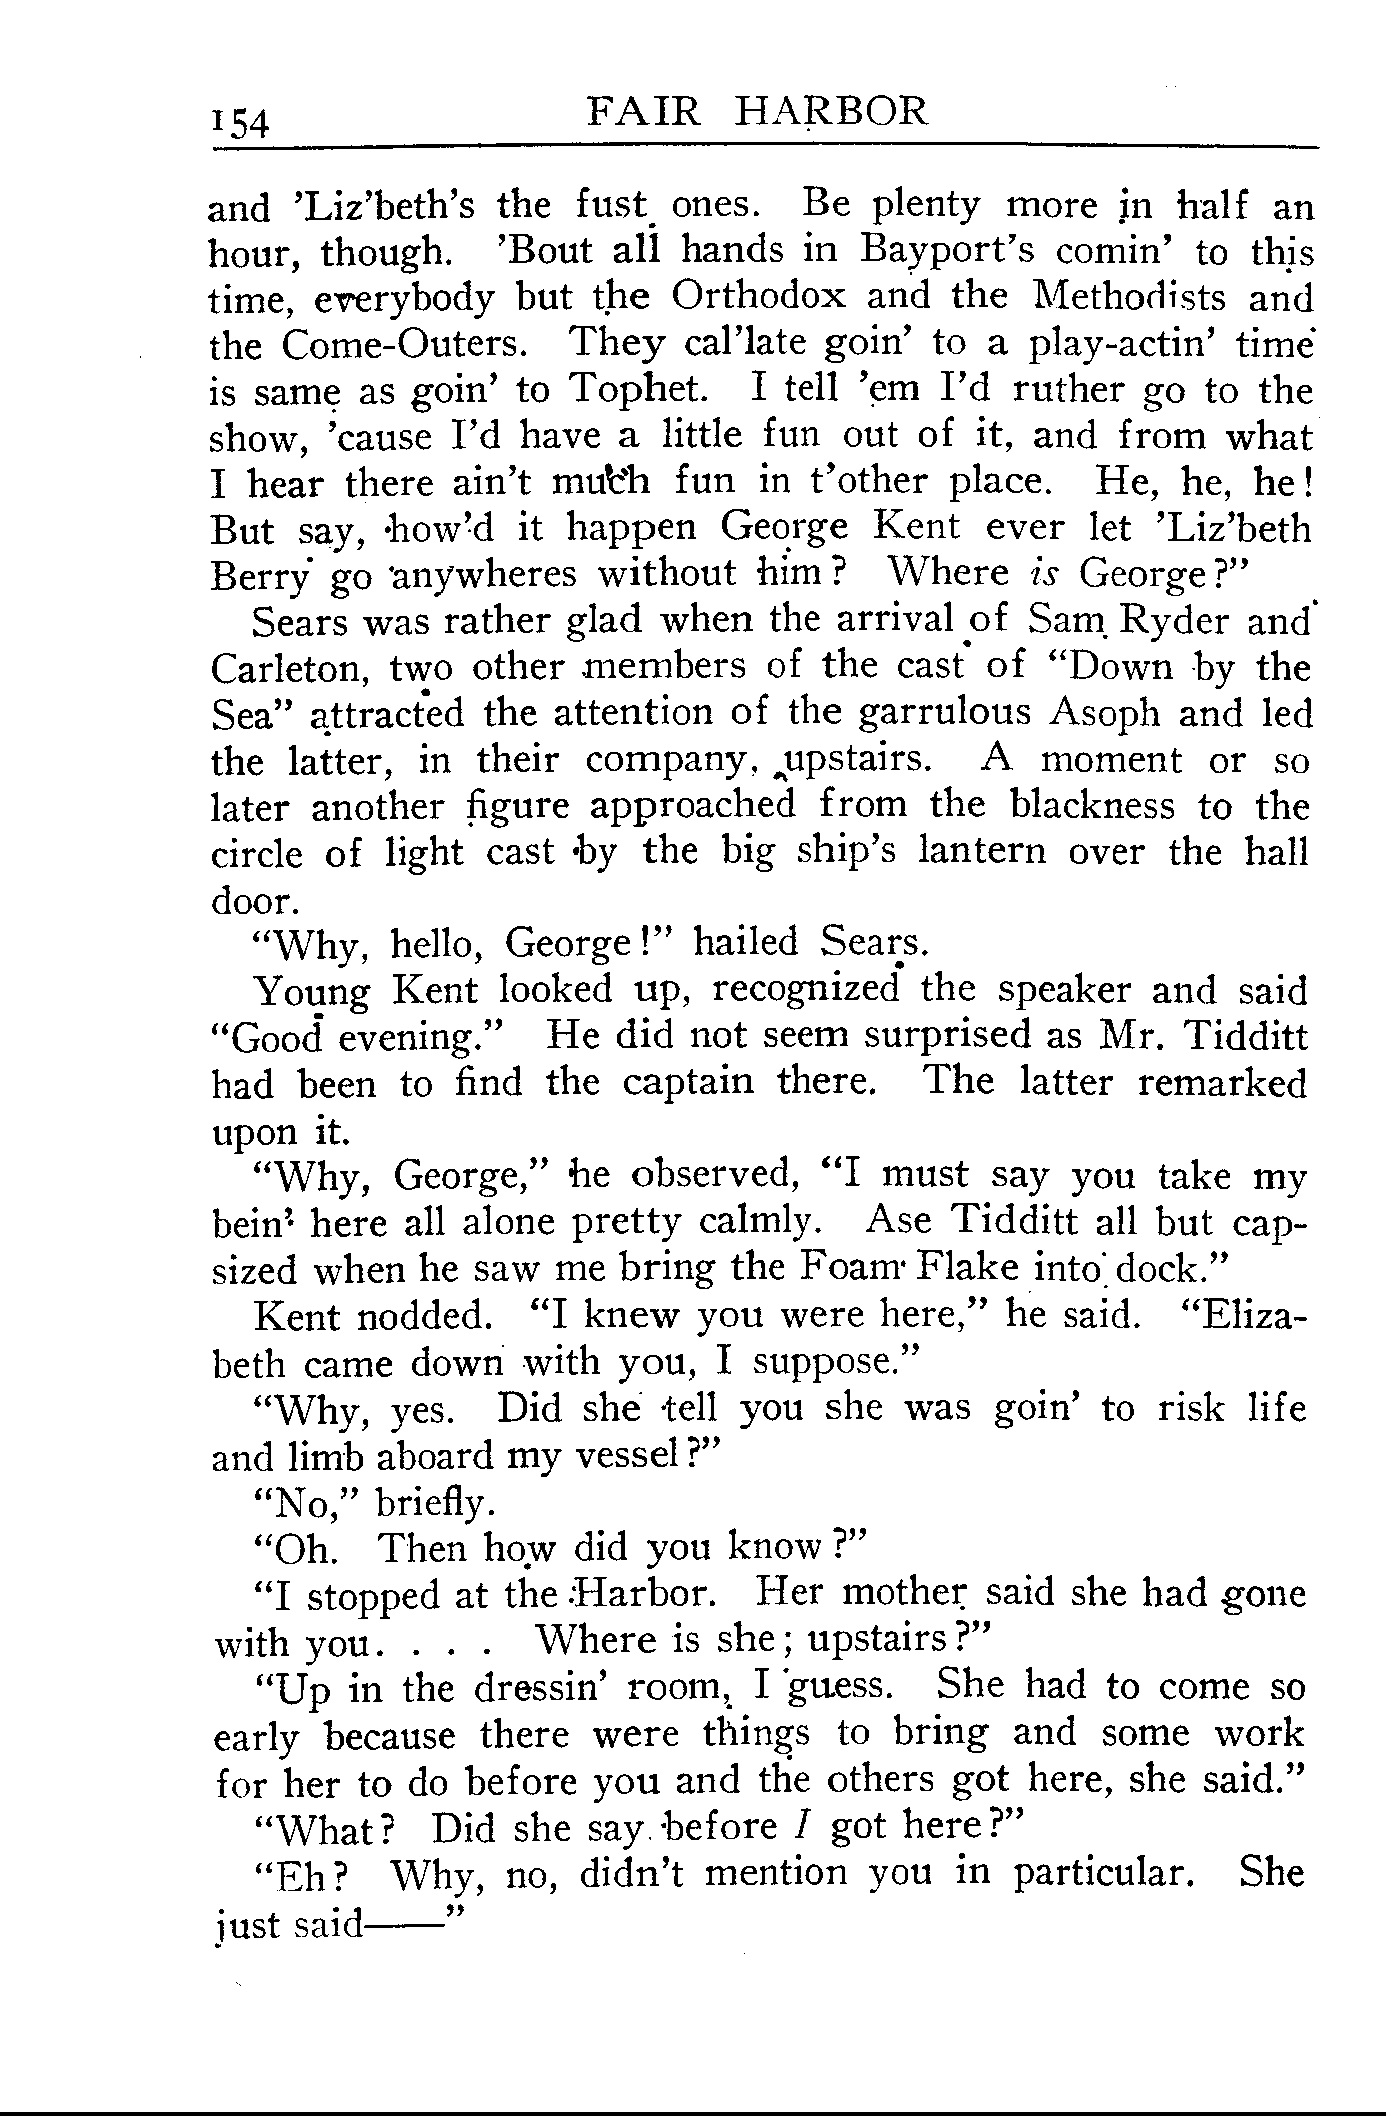 154 FAIR HARBOR
and 'Liz'beth's the fust ones. Be plenty more in half an
hour, though. 'Bout all hands in Bayport's comin' to this
time, everybody but the Orthodox and the Methodists and
the Come-Outers. They cal'late goin' to a play-actin' time
is same as goin' to Tophet. I tell 'em I'd ruther go to the
show, 'cause I'd have a little fun out of it, and from what
I hear there ain't much fun in t'other place. He, he, he!
But say, how'd it happen George Kent ever let 'Liz'beth
Berry go anywheres without him? Where is George?"
Sears was rather glad when the arrival of Sam Ryder and
Carleton, two other members of the cast of "Down by the
Sea" attracted the attention of the garrulous Asoph and led
the latter, in their company, upstairs. A moment or so
later another figure approached from the blackness to the
circle of light cast by the big ship's lantern over the hall
door.
"Why, hello, George!" hailed Sears.
Young Kent looked up, recognized the speaker and said
"Good evening." He did not seem surprised as Mr. Tidditt
had been to find the captain there. The latter remarked
upon it.
"Why, George," he observed, "I must say you take my
bein' here all alone pretty calmly. Ase Tidditt all but cap-
sized when he saw me bring the Foam Flake into dock."
Kent nodded. "I knew you were here," he said. "Eliza-
beth came down with you, I suppose."
"Why, yes. Did she tell you she was goin' to risk life
and limb aboard my vessel?"
"No," briefly.
"Oh. Then how did you know?"
"I stopped at the Harbor. Her mother said she had gone
with you. . . . Where is she; upstairs?"
"Up in the dressin' room, I guess. She had to come so
early because there were things to bring and some work
for her to do before you and the others got here, she said."
"What? Did she say before I got here?"
"Eh? Why, no, didn't mention you in particular. She
just said——"